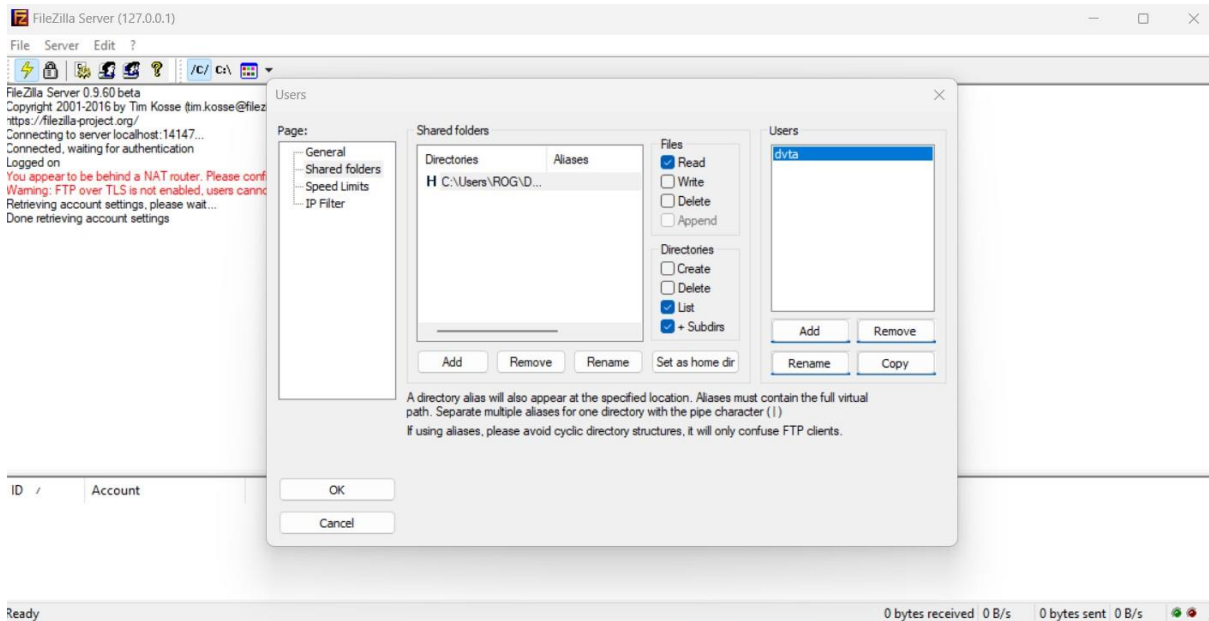 FileZilla Server (127.0.0.1)
File Server Edit ?
/C/ C:\
FileZilla Server 0.9.60 beta
Copyright 2001-2016 by Tim Kosse (tim.kosse@filez
https://filezilla-project.org/
Connecting to server localhost:14147...
Connected, waiting for authentication
Logged on
You appear to be behind a NAT router. Please conf
Warning: FTP over TLS is not enabled, users canno
Retrieving account settings, please wait...
Done retrieving account settings
Users
Page:
General
Shared folders
Speed Limits
IP Filter
Shared folders
Directories Aliases
H C:\Users\ROG\D...
Files
Read
Write
Delete
Append
Directories
Create
Delete
List
+ Subdirs
Add Remove Rename Set as home dir
Users
dvta
Add Remove
Rename Copy
A directory alias will also appear at the specified location. Aliases must contain the full virtual
path. Separate multiple aliases for one directory with the pipe character (|)
If using aliases, please avoid cyclic directory structures, it will only confuse FTP clients.
OK
Cancel
ID / Account
Ready
0 bytes received 0 B/s 0 bytes sent 0 B/s